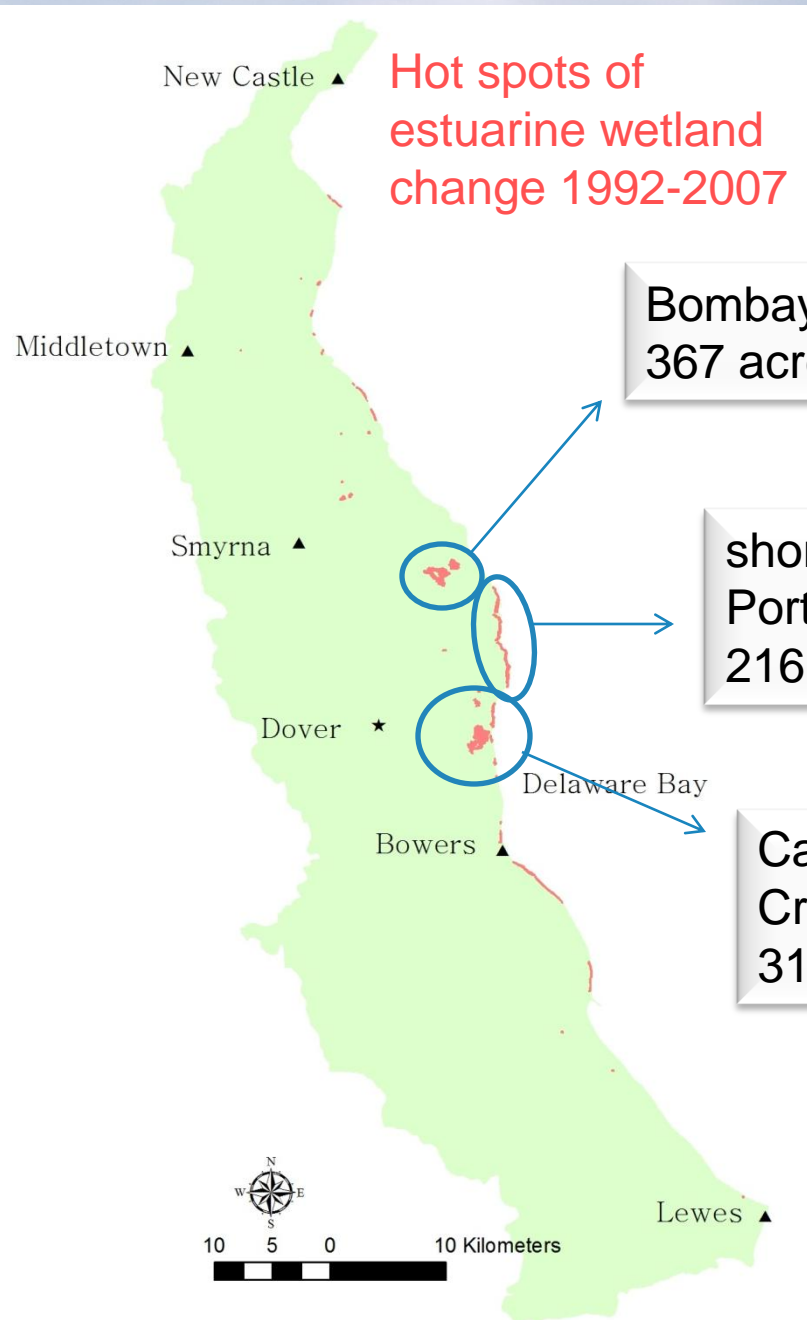 New Castle
Hot spots of
estuarine wetland
change 1992-2007
Bombay
367 acr
Middletown
Smyrna
shor
Port
216
Dover
Delaware Bay
Ca
Cr
31
Bowers
N
W E
S
Lewes
10 5 0 10 Kilometers